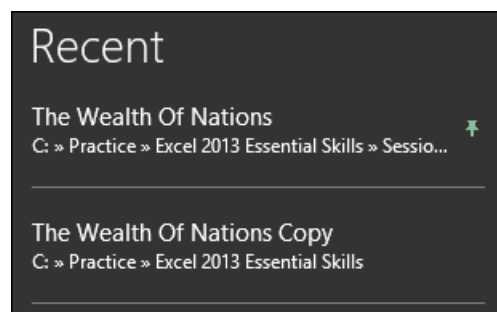 Recent
The Wealth Of Nations
C: » Practice » Excel 2013 Essential Skills » Sessio...
The Wealth Of Nations Copy
C: » Practice » Excel 2013 Essential Skills